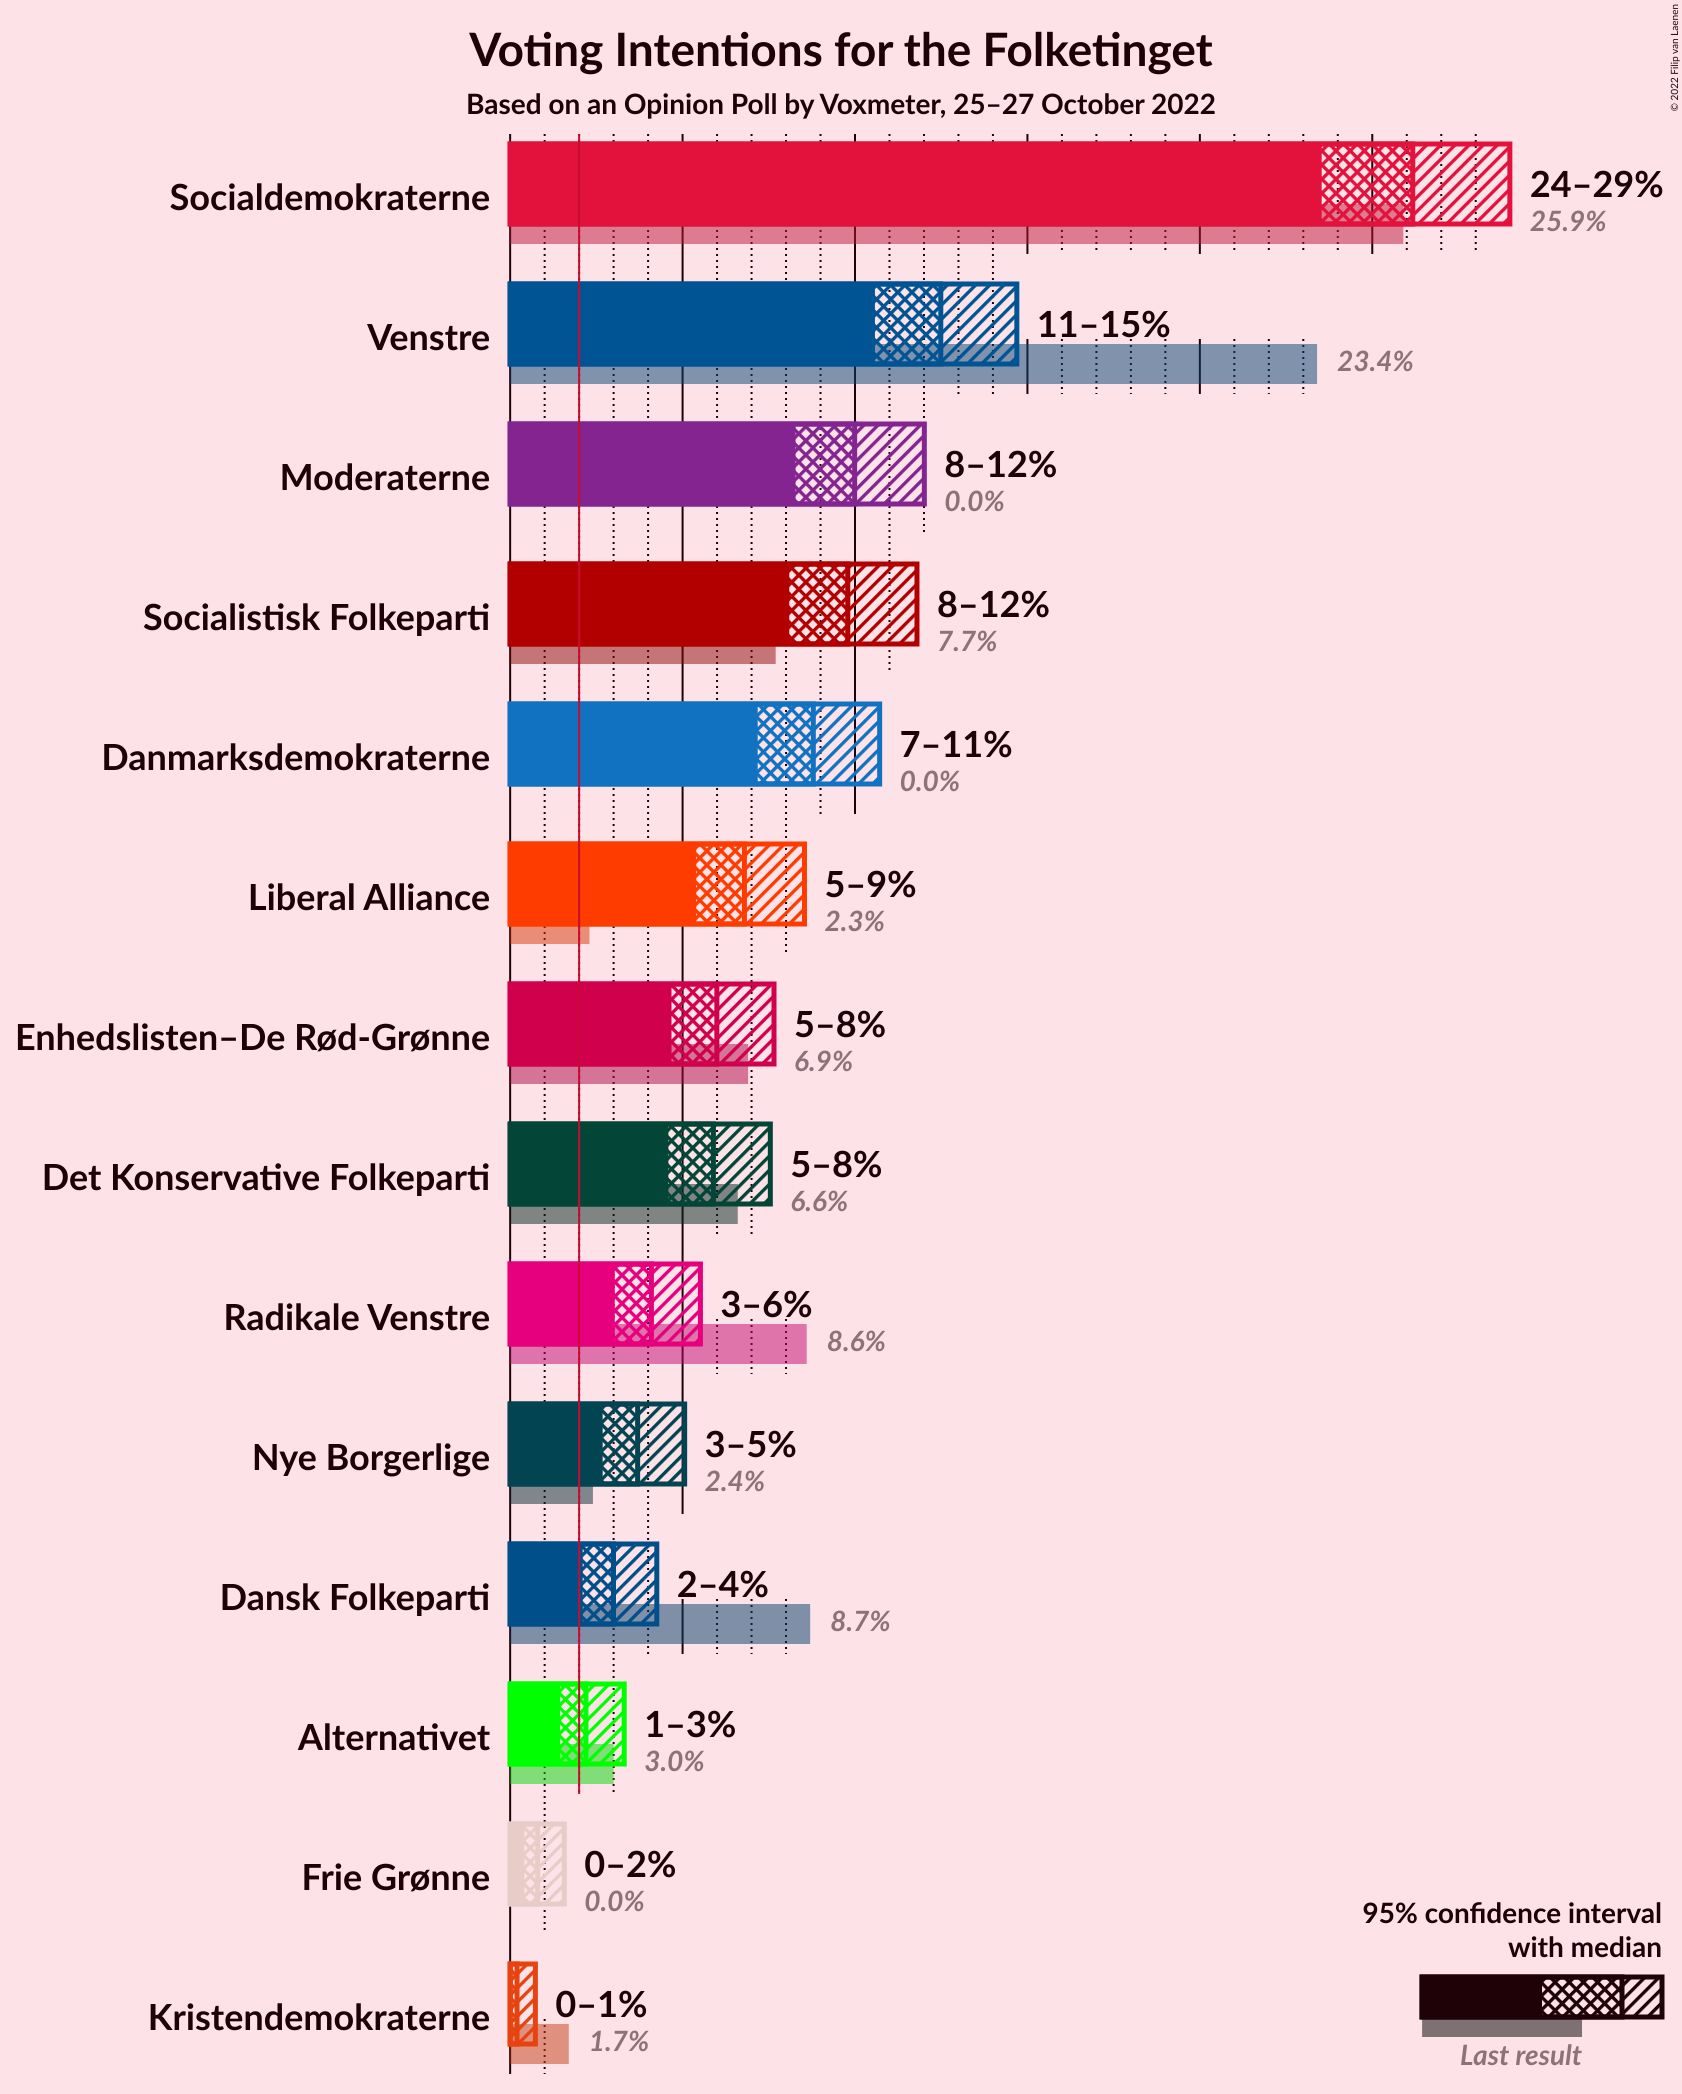 Voting Intentions for the Folketinget
Based on an Opinion Poll by Voxmeter, 25–27 October 2022
© 2022 Filip van Laenen
Socialdemokraterne
24–29%
25.9%
Venstre
11–15%
23.4%
Moderaterne
8–12%
0.0%
Socialistisk Folkeparti
8–12%
7.7%
Danmarksdemokraterne
7–11%
0.0%
Liberal Alliance
5–9%
2.3%
Enhedslisten–De Rød-Grønne
5–8%
6.9%
Det Konservative Folkeparti
5–8%
6.6%
Radikale Venstre
3–6%
8.6%
Nye Borgerlige
3–5%
2.4%
Dansk Folkeparti
2–4%
8.7%
Alternativet
1–3%
3.0%
Frie Grønne
0–2%
0.0%
Kristendemokraterne
0–1%
1.7%
95% confidence interval
with median
Last result